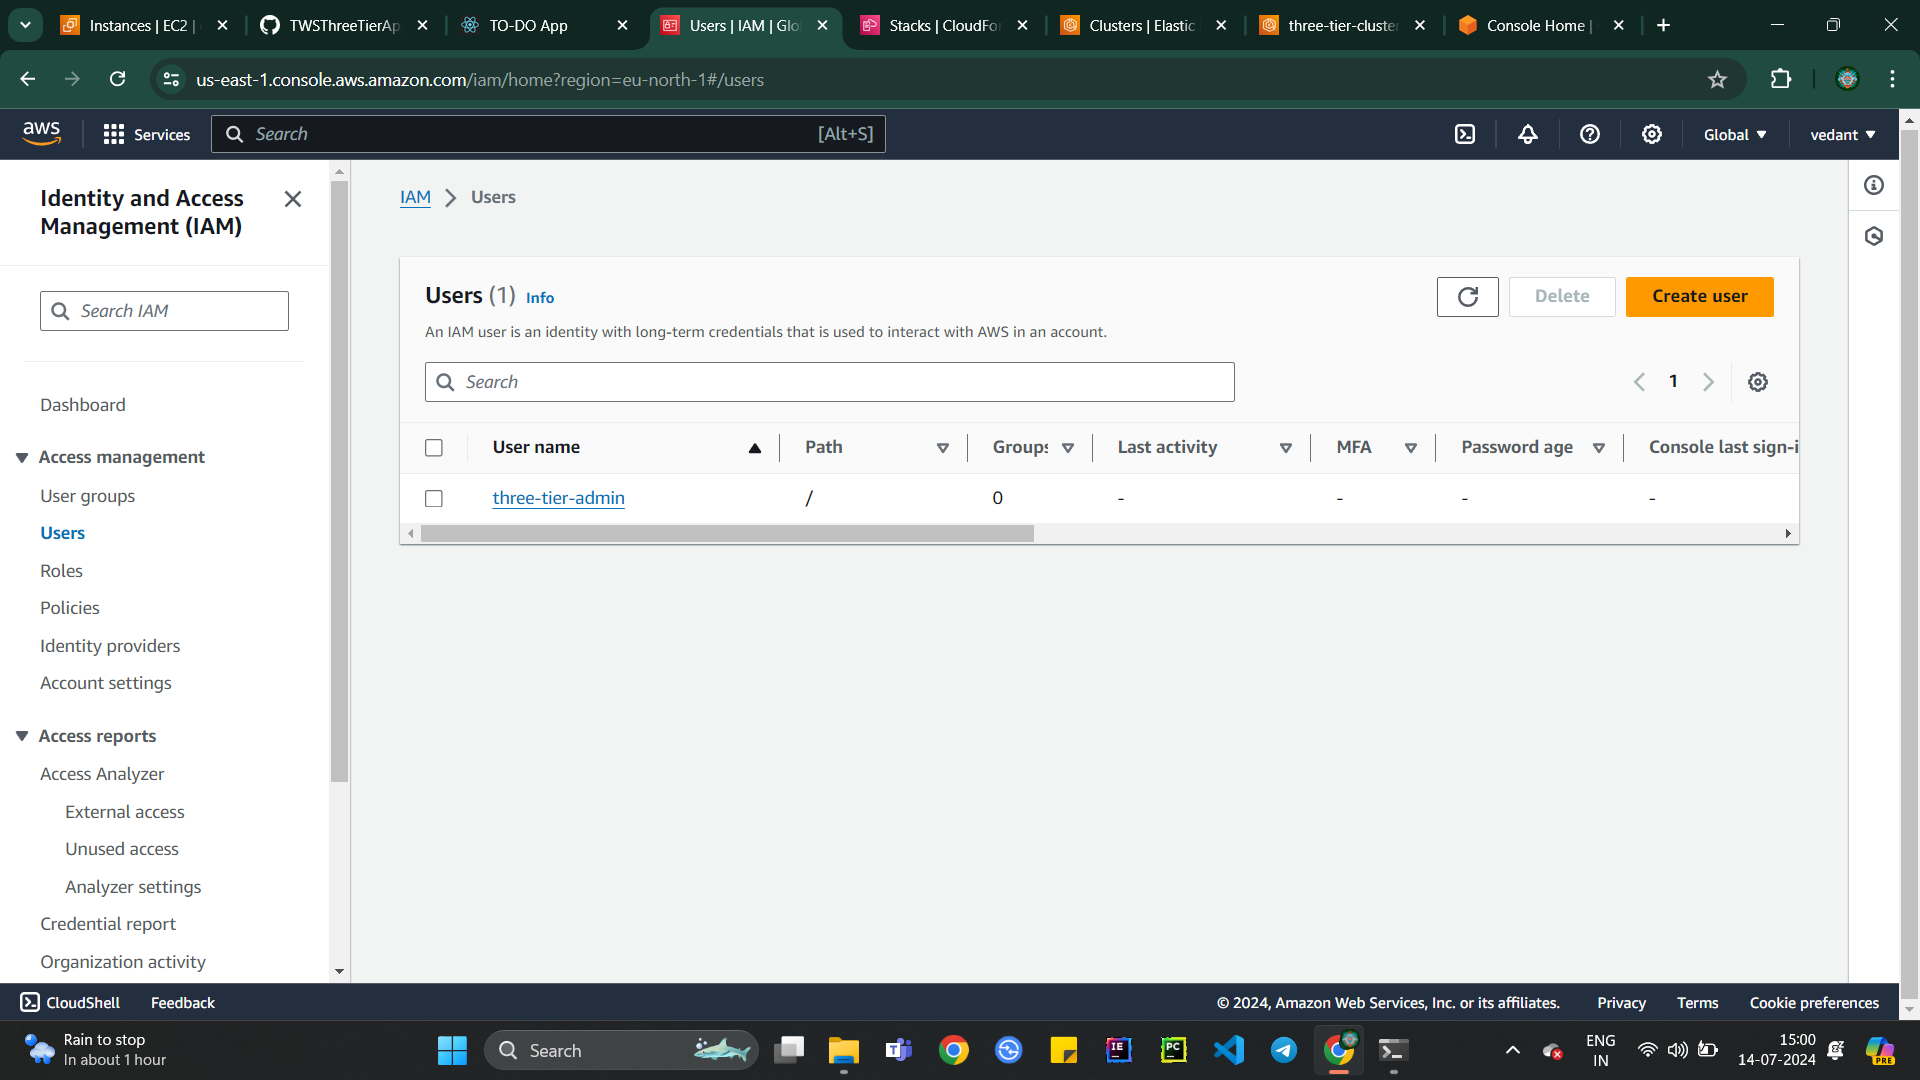 Instances | EC2 |
TWSThreeTierAp
TO-DO App
Users | IAM | Glo
Stacks | CloudFor
Clusters | Elastic
three-tier-cluster
Console Home |
us-east-1.console.aws.amazon.com/iam/home?region=eu-north-1#/users
aws
Services
Search
[Alt+S]
Global
vedant
Identity and Access
Management (IAM)
Search IAM
Dashboard
Access management
User groups
Users
Roles
Policies
Identity providers
Account settings
Access reports
Access Analyzer
External access
Unused access
Analyzer settings
Credential report
Organization activity
IAM > Users
Users (1) Info
Delete
Create user
An IAM user is an identity with long-term credentials that is used to interact with AWS in an account.
Search
1
User name Path Groups Last activity MFA Password age Console last sign-i
three-tier-admin / 0 - - - -
CloudShell Feedback
© 2024, Amazon Web Services, Inc. or its affiliates. Privacy Terms Cookie preferences
Rain to stop
In about 1 hour
Search
IE
PC
ENG
IN
15:00
14-07-2024
PRE